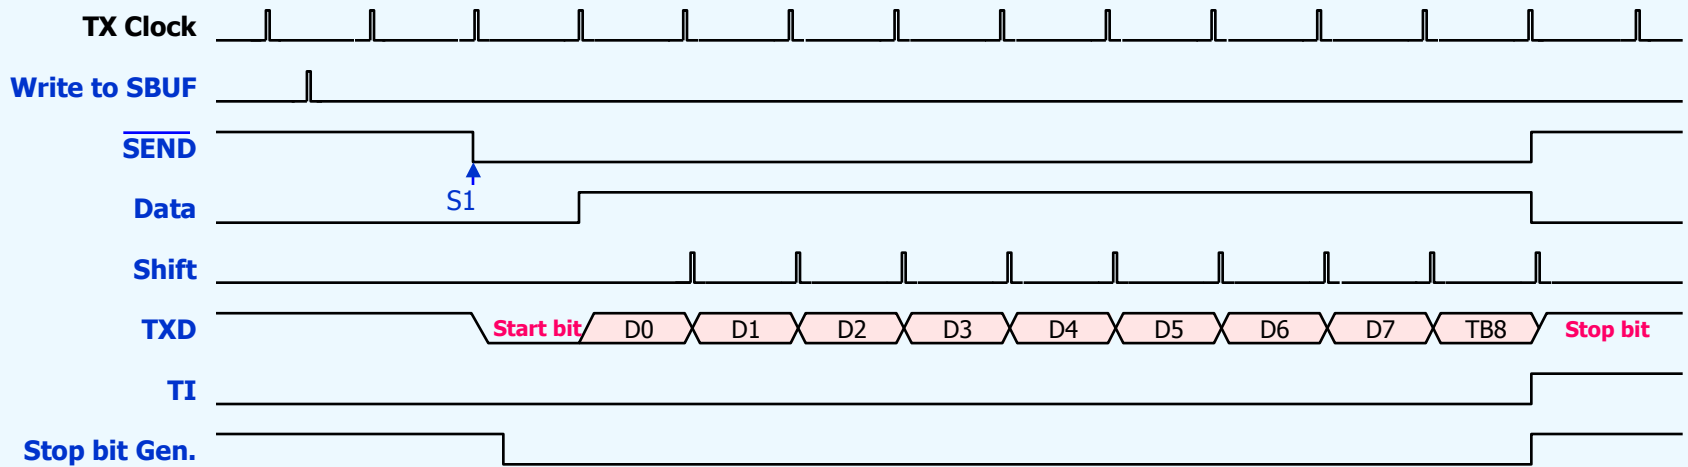 TX Clock
Write to SBUF
SEND
S1
Data
Shift
TXD
Start bit D0 D1 D2 D3 D4 D5 D6 D7 TB8 Stop bit
TI
Stop bit Gen.